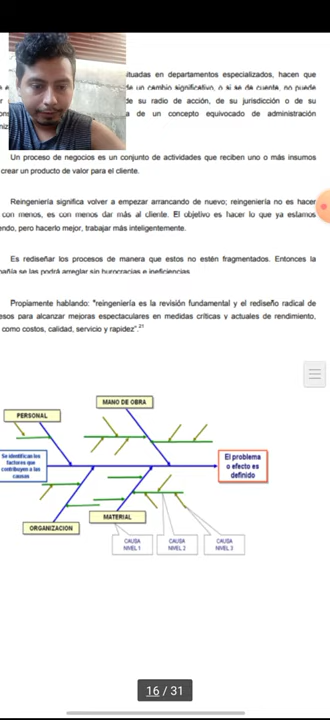 ituadas en departamentos especializados, hacen que
de un cambio significativo, o si se da cuenta, no puede
de su radio de acción, de su jurisdicción o de su
a de un concepto equivocado de administración
Un proceso de negocios es un conjunto de actividades que reciben uno o más insumos
crear un producto de valor para el cliente.
Reingeniería significa volver a empezar arrancando de nuevo; reingeniería no es hacer
con menos, es con menos dar más al cliente. El objetivo es hacer lo que ya estamos
endo, pero hacerlo mejor, trabajar más inteligentemente.
Es rediseñar los procesos de manera que estos no estén fragmentados. Entonces la
añía se las podrá arreglar sin burocracias e ineficiencias.
Propiamente hablando: "reingeniería es la revisión fundamental y el rediseño radical de
esos para alcanzar mejoras espectaculares en medidas críticas y actuales de rendimiento,
como costos, calidad, servicio y rapidez".21
MANO DE OBRA
PERSONAL
Se identifican los
factores que
contribuyen a las
causas
El problema
o efecto es
definido
MATERIAL
ORGANIZACION
CAUSA
NIVEL 1
CAUSA
NIVEL 2
CAUSA
NIVEL 3
16 / 31